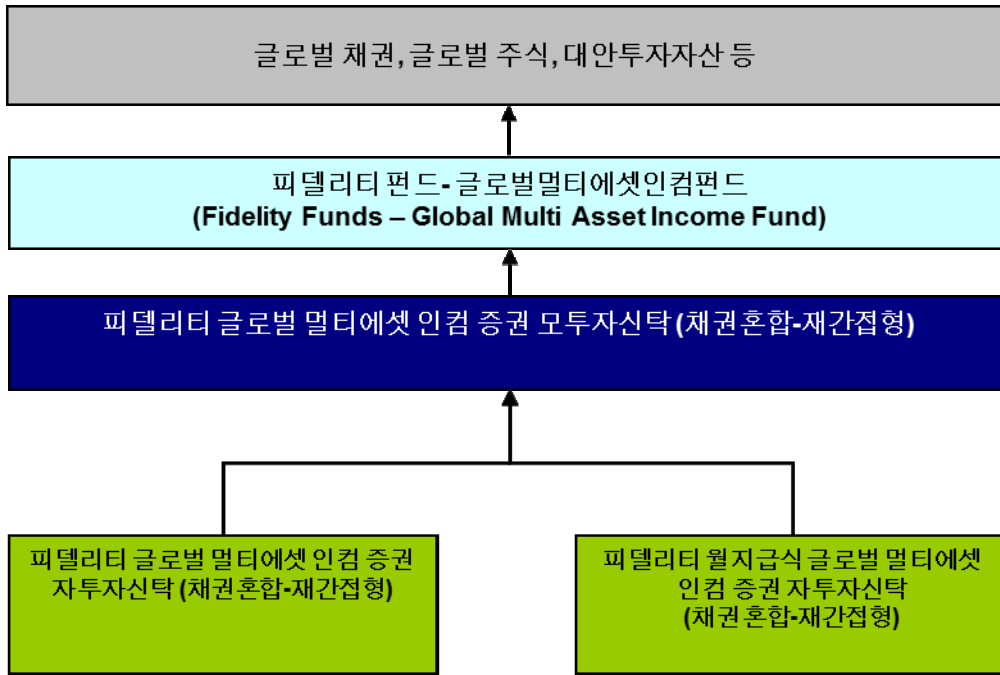 글로벌 채권, 글로벌 주식, 대안투자자산 등
피델리티 펀드- 글로벌멀티에셋인컴펀드
(Fidelity Funds – Global Multi Asset Income Fund)
피델리티 글로벌 멀티에셋 인컴 증권 모투자신탁 (채권혼합-재간접형)
피델리티 글로벌 멀티에셋 인컴 증권
자투자신탁 (채권혼합-재간접형)
피델리티 월지급식 글로벌 멀티에셋
인컴 증권 자투자신탁
(채권혼합-재간접형)